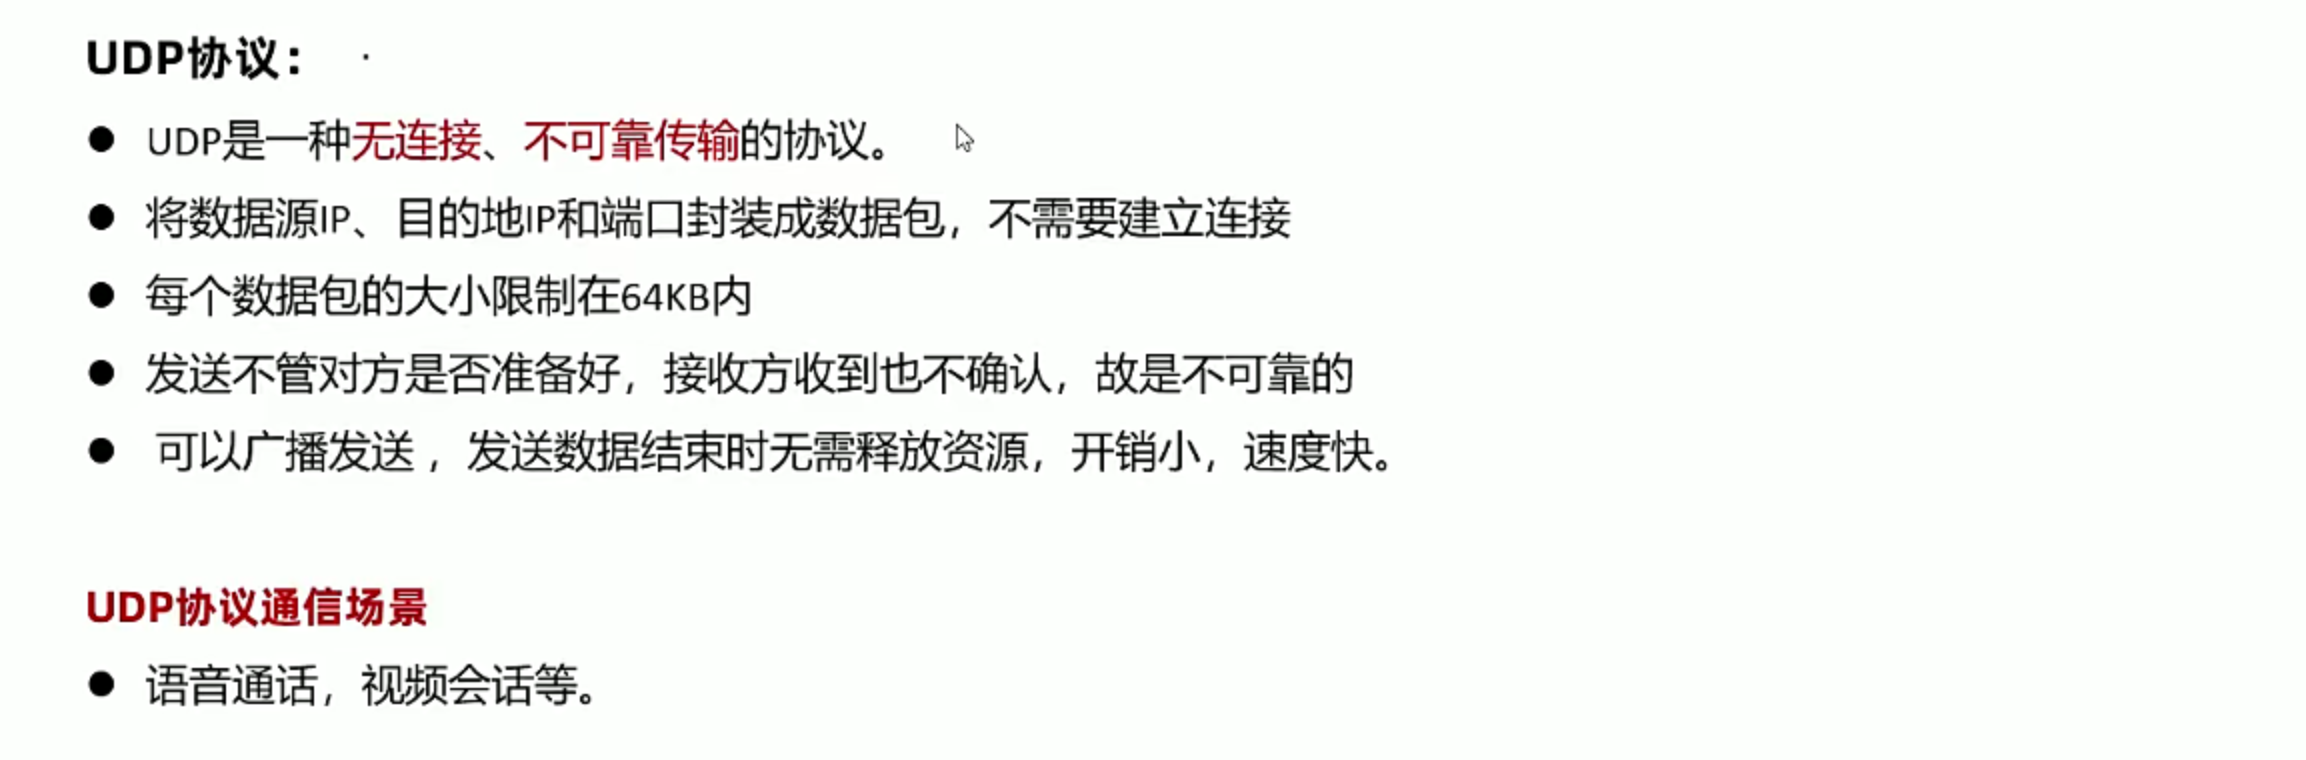 UDP协议：
● UDP是一种无连接、不可靠传输的协议。
● 将数据源IP、目的地IP和端口封装成数据包，不需要建立连接
● 每个数据包的大小限制在64KB内
● 发送不管对方是否准备好，接收方收到也不确认，故是不可靠的
● 可以广播发送 ，发送数据结束时无需释放资源，开销小，速度快。
UDP协议通信场景
● 语音通话，视频会话等。